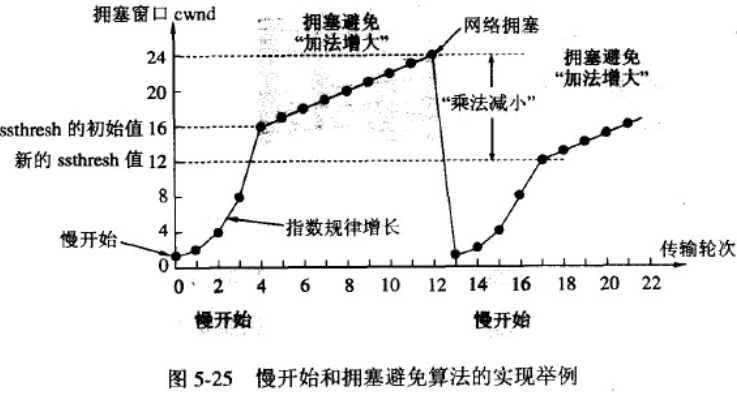 拥塞窗口 cwnd
拥塞避免
“加法增大”
网络拥塞
拥塞避免
“加法增大”
24
20
“乘法减小”
ssthresh 的初始值 16
新的 ssthresh 值 12
8
4
慢开始
指数规律增长
0
传输轮次
0 2 4 6 8 10 12 14 16 18 20 22
慢开始
慢开始
图 5-25 慢开始和拥塞避免算法的实现举例